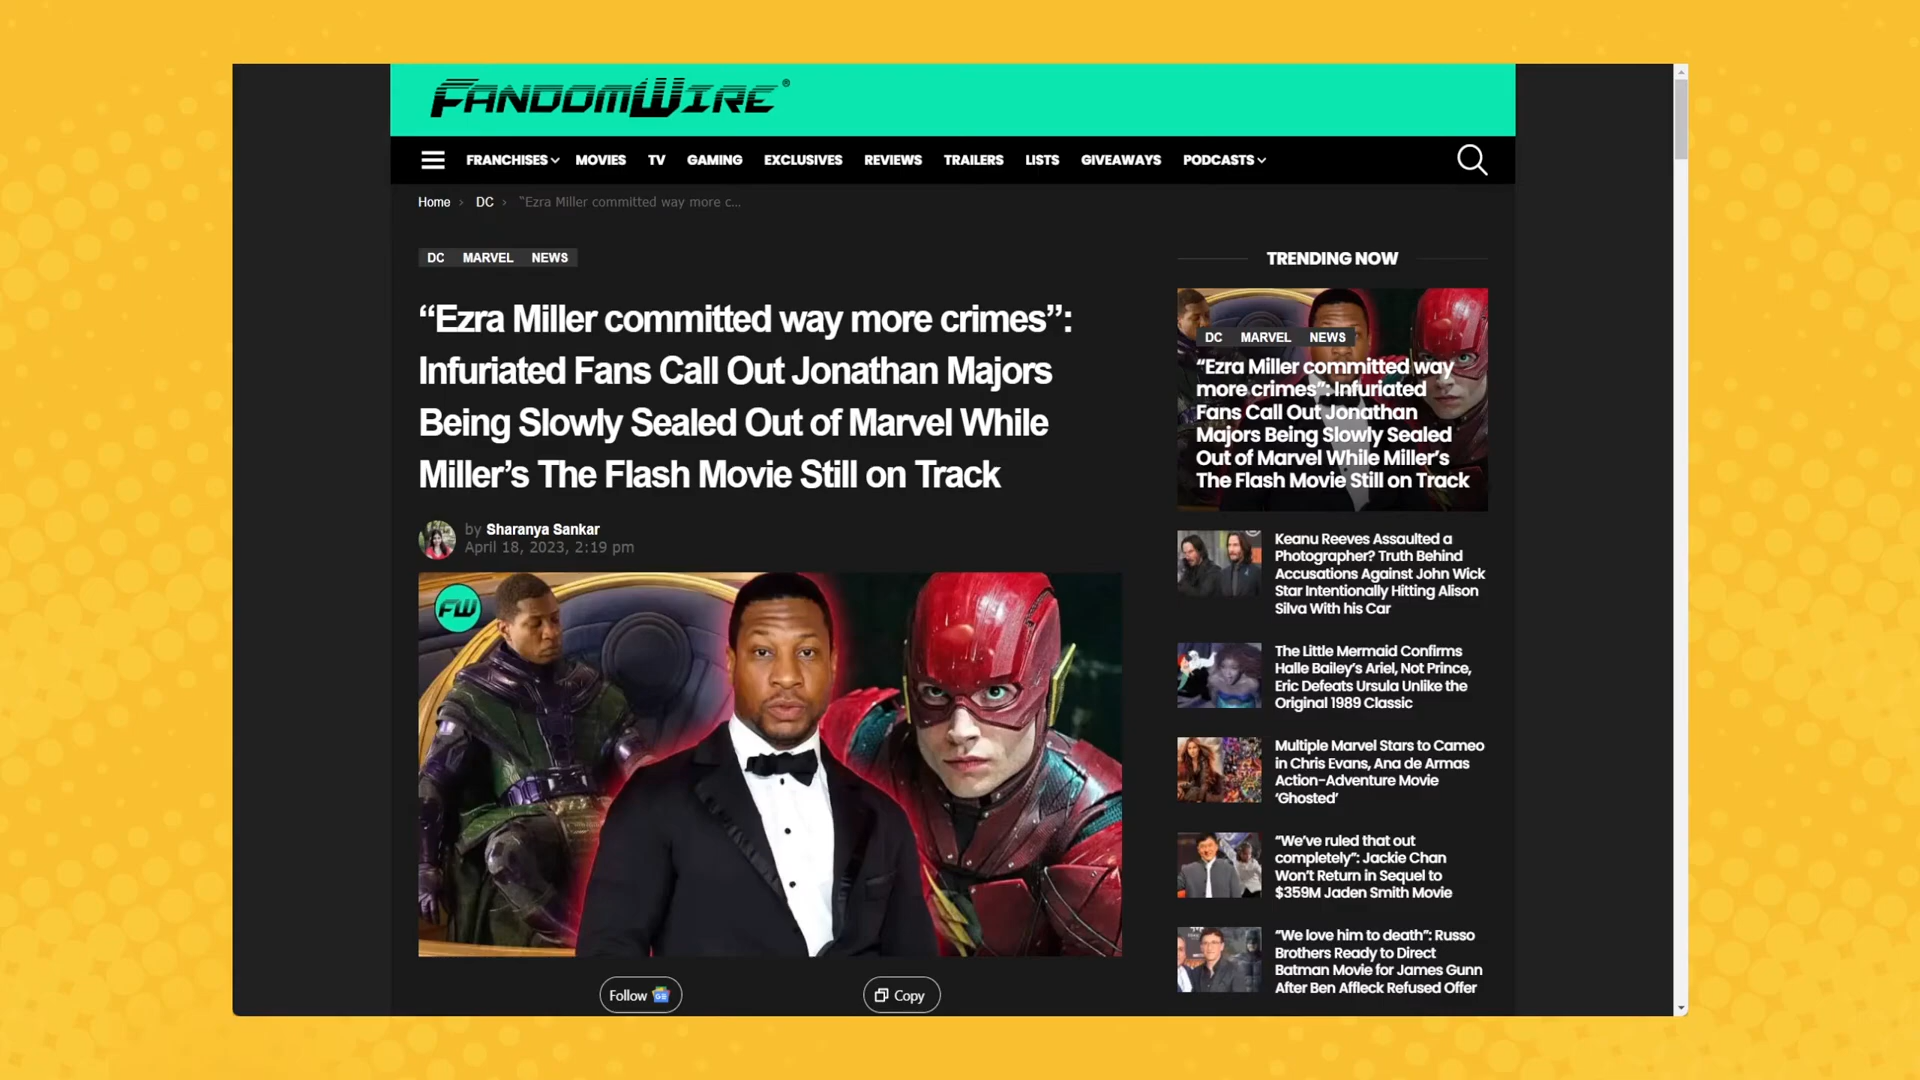 FANDOMWIRE®
FRANCHISES MOVIES TV GAMING EXCLUSIVES REVIEWS TRAILERS LISTS GIVEAWAYS PODCASTS
Home › DC › “Ezra Miller committed way more c...
DC MARVEL NEWS
“Ezra Miller committed way more crimes”:
Infuriated Fans Call Out Jonathan Majors
Being Slowly Sealed Out of Marvel While
Miller’s The Flash Movie Still on Track
by Sharanya Sankar
April 18, 2023, 2:19 pm
FW
Follow
Copy
TRENDING NOW
DC MARVEL NEWS
“Ezra Miller committed way
more crimes”: Infuriated
Fans Call Out Jonathan
Majors Being Slowly Sealed
Out of Marvel While Miller’s
The Flash Movie Still on Track
Keanu Reeves Assaulted a
Photographer? Truth Behind
Accusations Against John Wick
Star Intentionally Hitting Alison
Silva With his Car
The Little Mermaid Confirms
Halle Bailey’s Ariel, Not Prince,
Eric Defeats Ursula Unlike the
Original 1989 Classic
Multiple Marvel Stars to Cameo
in Chris Evans, Ana de Armas
Action-Adventure Movie
‘Ghosted’
“We’ve ruled that out
completely”: Jackie Chan
Won’t Return in Sequel to
$359M Jaden Smith Movie
“We love him to death”: Russo
Brothers Ready to Direct
Batman Movie for James Gunn
After Ben Affleck Refused Offer